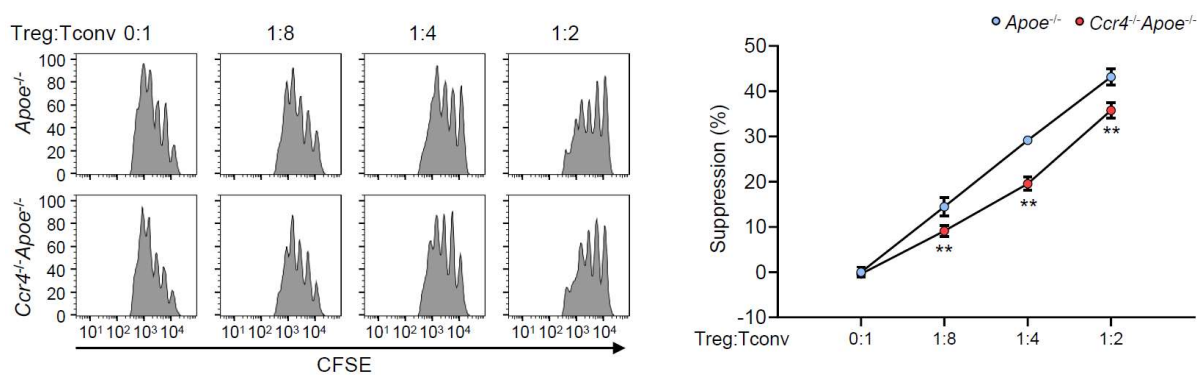 Treg:Tconv 0:1 1:8 1:4 1:2
Apoe-/-
100
80
60
40
20
0
Ccr4-/-Apoe-/-
100
80
60
40
20
0
10¹ 10² 10³ 10⁴ 10¹ 10² 10³ 10⁴ 10¹ 10² 10³ 10⁴ 10¹ 10² 10³ 10⁴
CFSE
Apoe-/- Ccr4-/-Apoe-/-
Suppression (%)
50
40
30
20
10
0
-10
**
**
**
Treg:Tconv 0:1 1:8 1:4 1:2